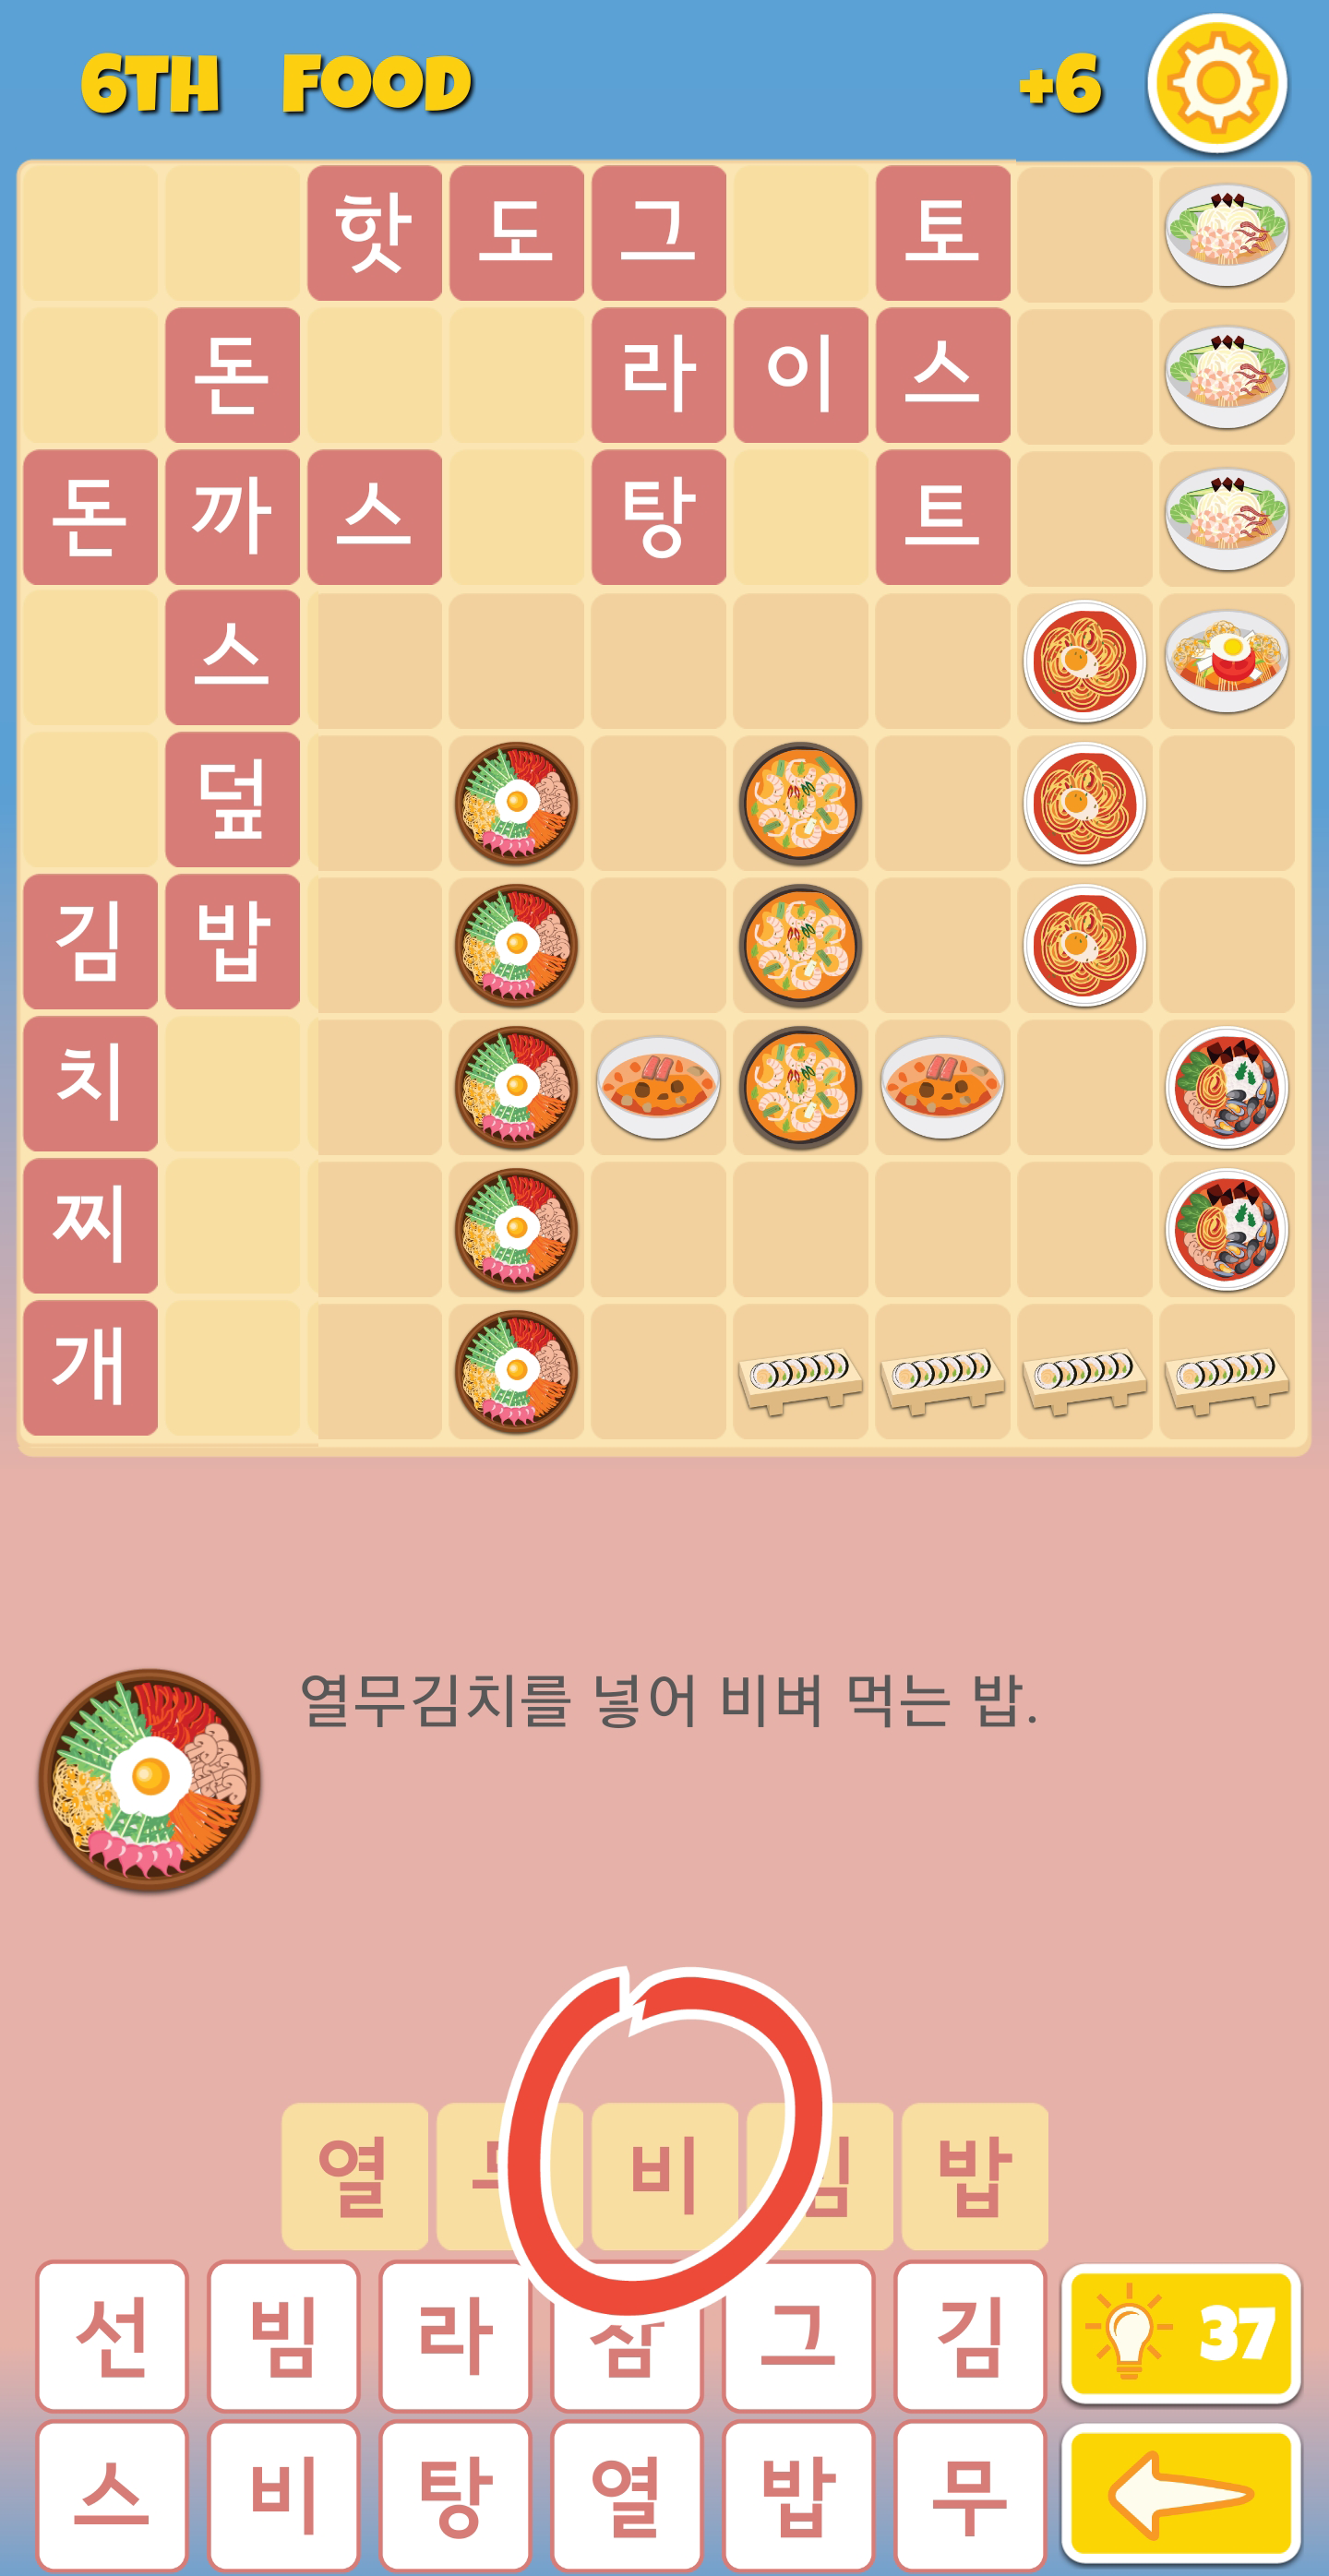 6TH FOOD +6
핫 도 그 토
돈 라 이 스
돈 까 스 탕 트
스
덮
김 밥
치
찌
개
열무김치를 넣어 비벼 먹는 밥.
열 비 밥
선 빔 라 그 김 37
스 비 탕 열 밥 무